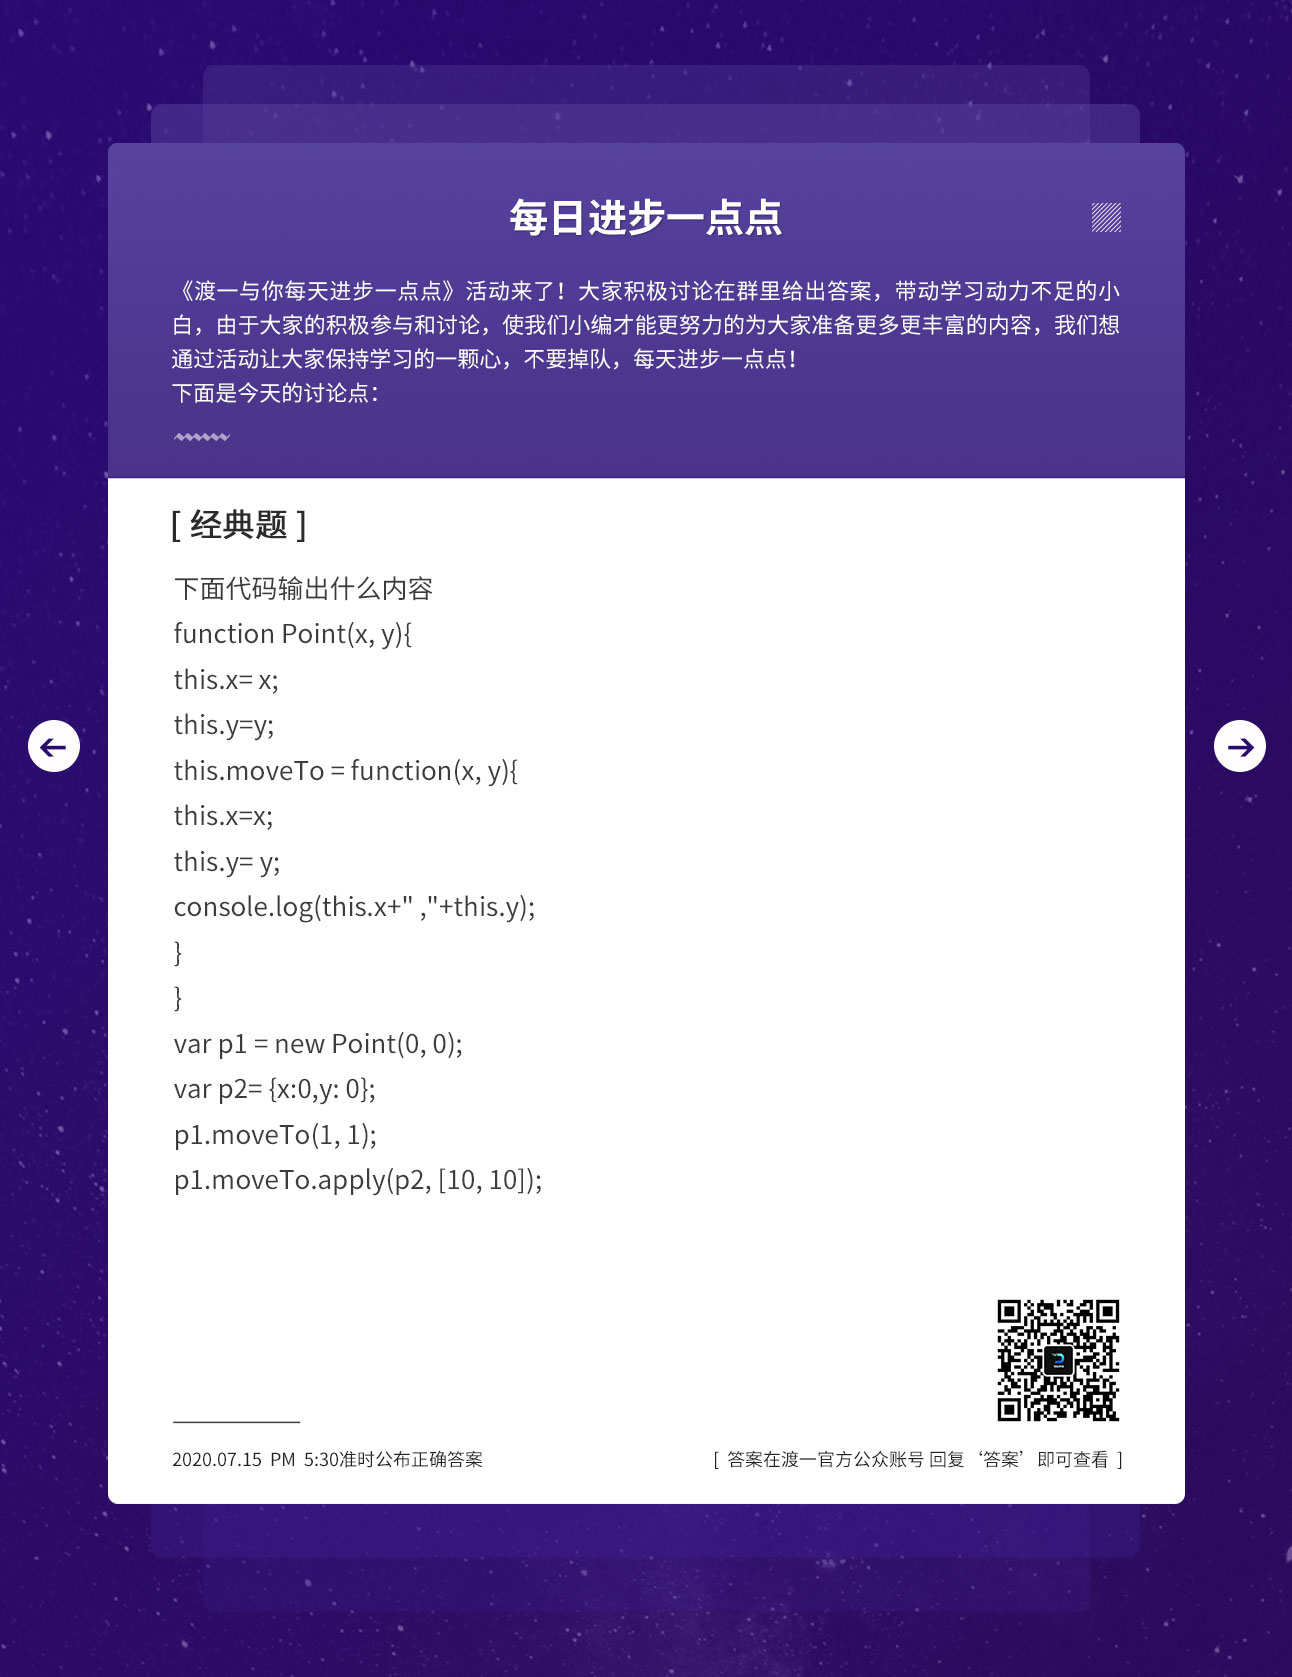 每日进步一点点
《渡一与你每天进步一点点》活动来了！大家积极讨论在群里给出答案，带动学习动力不足的小
白，由于大家的积极参与和讨论，使我们小编才能更努力的为大家准备更多更丰富的内容，我们想
通过活动让大家保持学习的一颗心，不要掉队，每天进步一点点！
下面是今天的讨论点：
[ 经典题 ]
下面代码输出什么内容
function Point(x, y){
this.x= x;
this.y=y;
this.moveTo = function(x, y){
this.x=x;
this.y= y;
console.log(this.x+" ,"+this.y);
}
}
var p1 = new Point(0, 0);
var p2= {x:0,y: 0};
p1.moveTo(1, 1);
p1.moveTo.apply(p2, [10, 10]);
2020.07.15 PM 5:30准时公布正确答案
[ 答案在渡一官方公众账号 回复 ‘答案’ 即可查看 ]